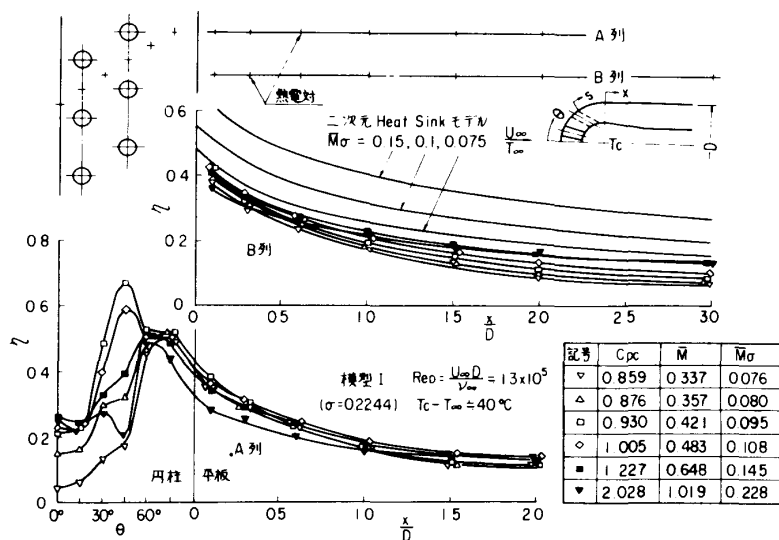 A 列
B 列
熱電対
二次元 Heat Sink モデル
M̄σ = 0.15, 0.1, 0.075
U∞
T∞
θ
S
x
Tc
D
0.6
0.4
0.2
0
η
B列
0
0.5
1.0
1.5
2.0
2.5
3.0
x/D
0.8
0.6
0.4
0.2
0
η
模型 I ReD = U∞D/ν∞ = 1.3×10⁵
(σ=0.2244) Tc − T∞ ≒ 40 ℃
A 列
円柱 平板
0° 30° 60°
θ
0 0.5 1.0 1.5 2.0
x/D
記号 Cpc M̄ M̄σ
▽ 0.859 0.337 0.076
△ 0.876 0.357 0.080
□ 0.930 0.421 0.095
◇ 1.005 0.483 0.108
■ 1.227 0.648 0.145
▼ 2.028 1.019 0.228